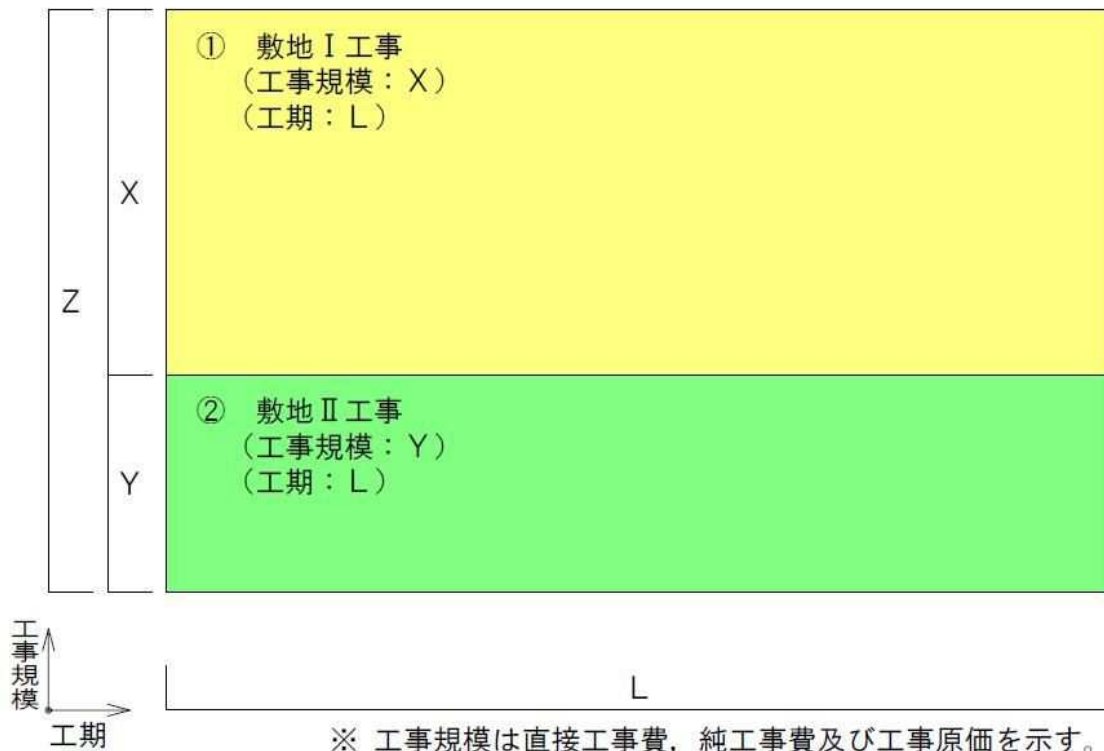 ① 敷地Ⅰ工事
(工事規模:X)
(工期:L)
X
Z
② 敷地Ⅱ工事
(工事規模:Y)
(工期:L)
Y
工事規模
工期
L
※ 工事規模は直接工事費,純工事費及び工事原価を示す。